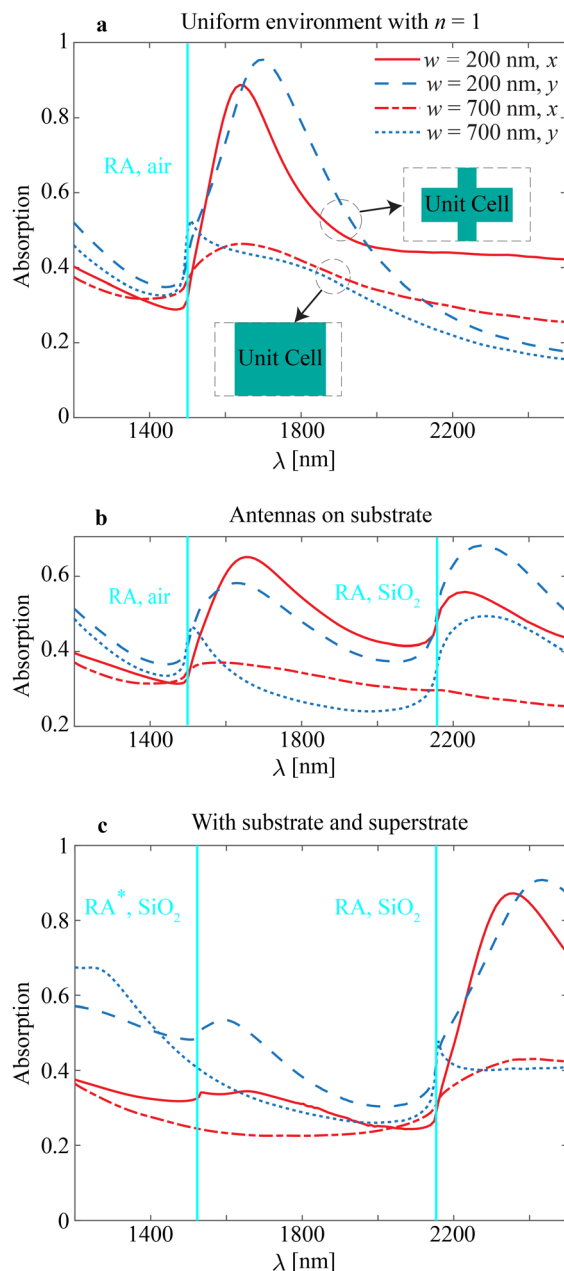 a Uniform environment with n = 1
1
w = 200 nm, x
w = 200 nm, y
w = 700 nm, x
w = 700 nm, y
0.8
RA, air
0.6
Unit Cell
Absorption
0.4
Unit Cell
0.2
0
1400 1800 2200
λ [nm]
b Antennas on substrate
0.6
RA, air RA, SiO₂
Absorption
0.4
0.2
1400 1800 2200
λ [nm]
c With substrate and superstrate
1
RA*, SiO₂ RA, SiO₂
0.8
0.6
Absorption
0.4
0.2
0
1400 1800 2200
λ [nm]